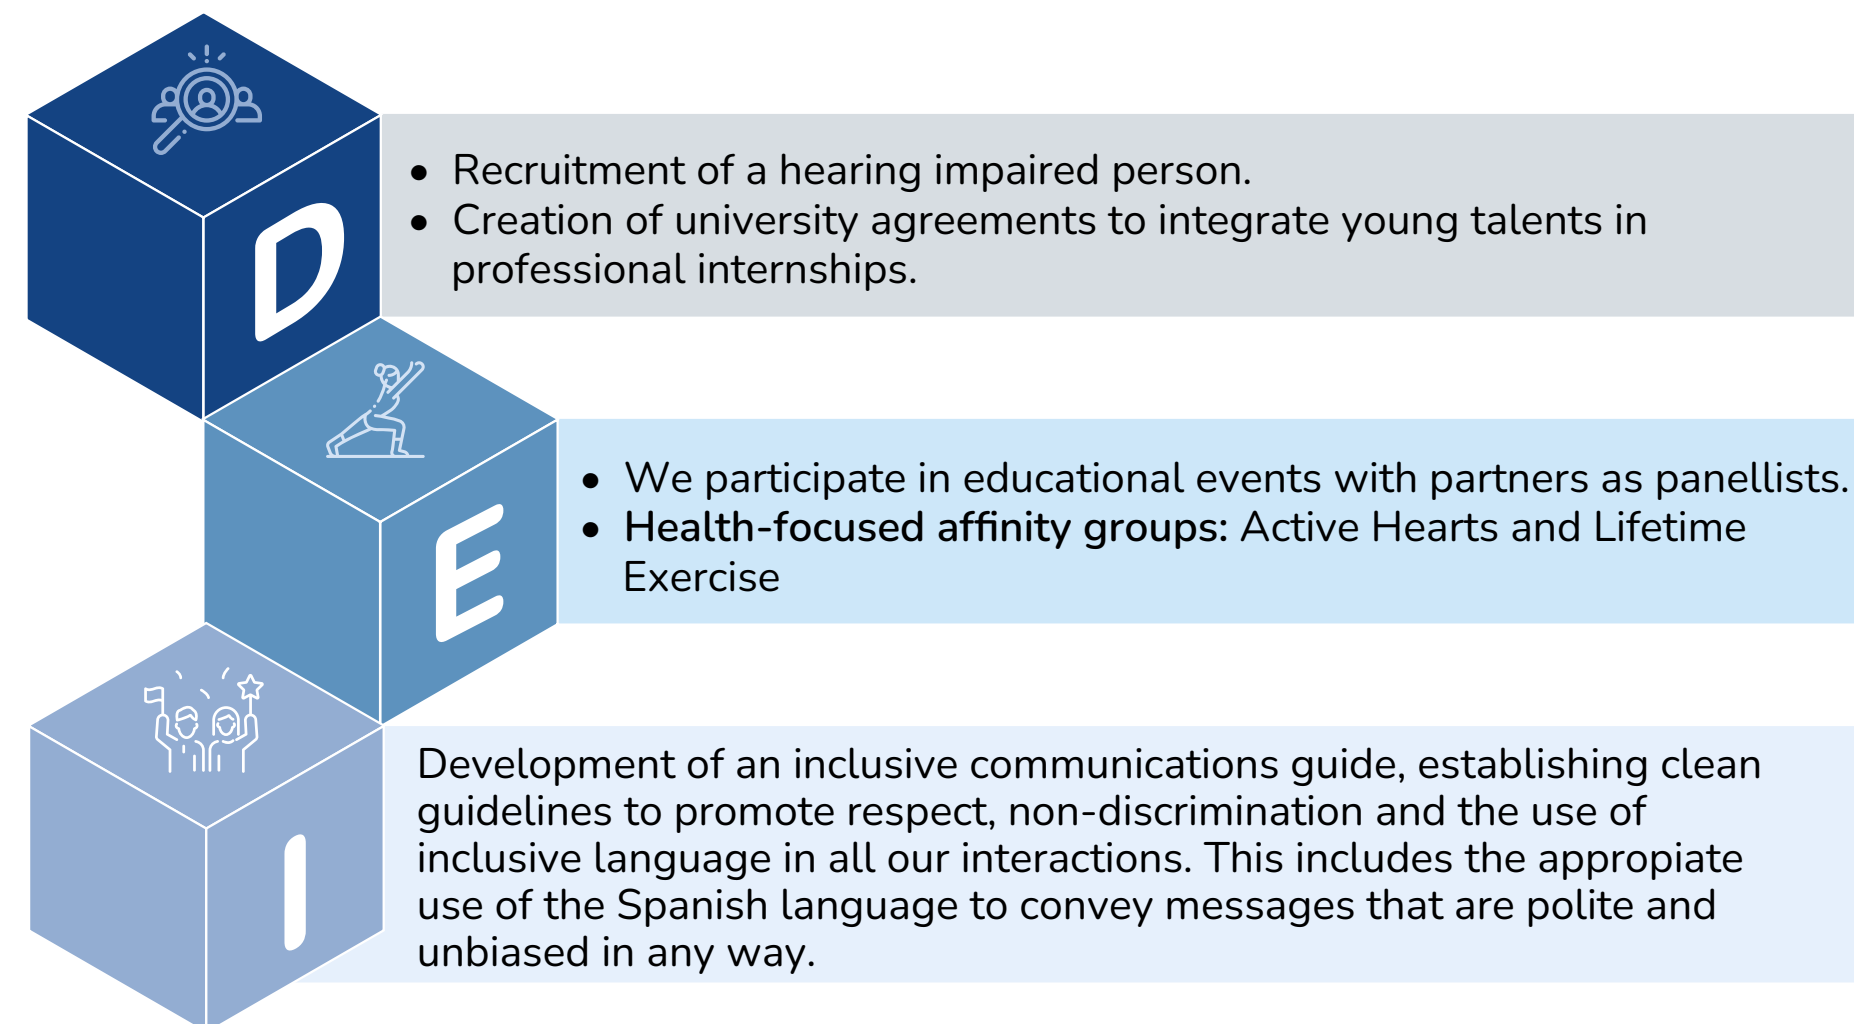 D
• Recruitment of a hearing impaired person.
• Creation of university agreements to integrate young talents in
professional internships.
E
• We participate in educational events with partners as panellists.
• Health-focused affinity groups: Active Hearts and Lifetime
Exercise
I
Development of an inclusive communications guide, establishing clean
guidelines to promote respect, non-discrimination and the use of
inclusive language in all our interactions. This includes the appropiate
use of the Spanish language to convey messages that are polite and
unbiased in any way.